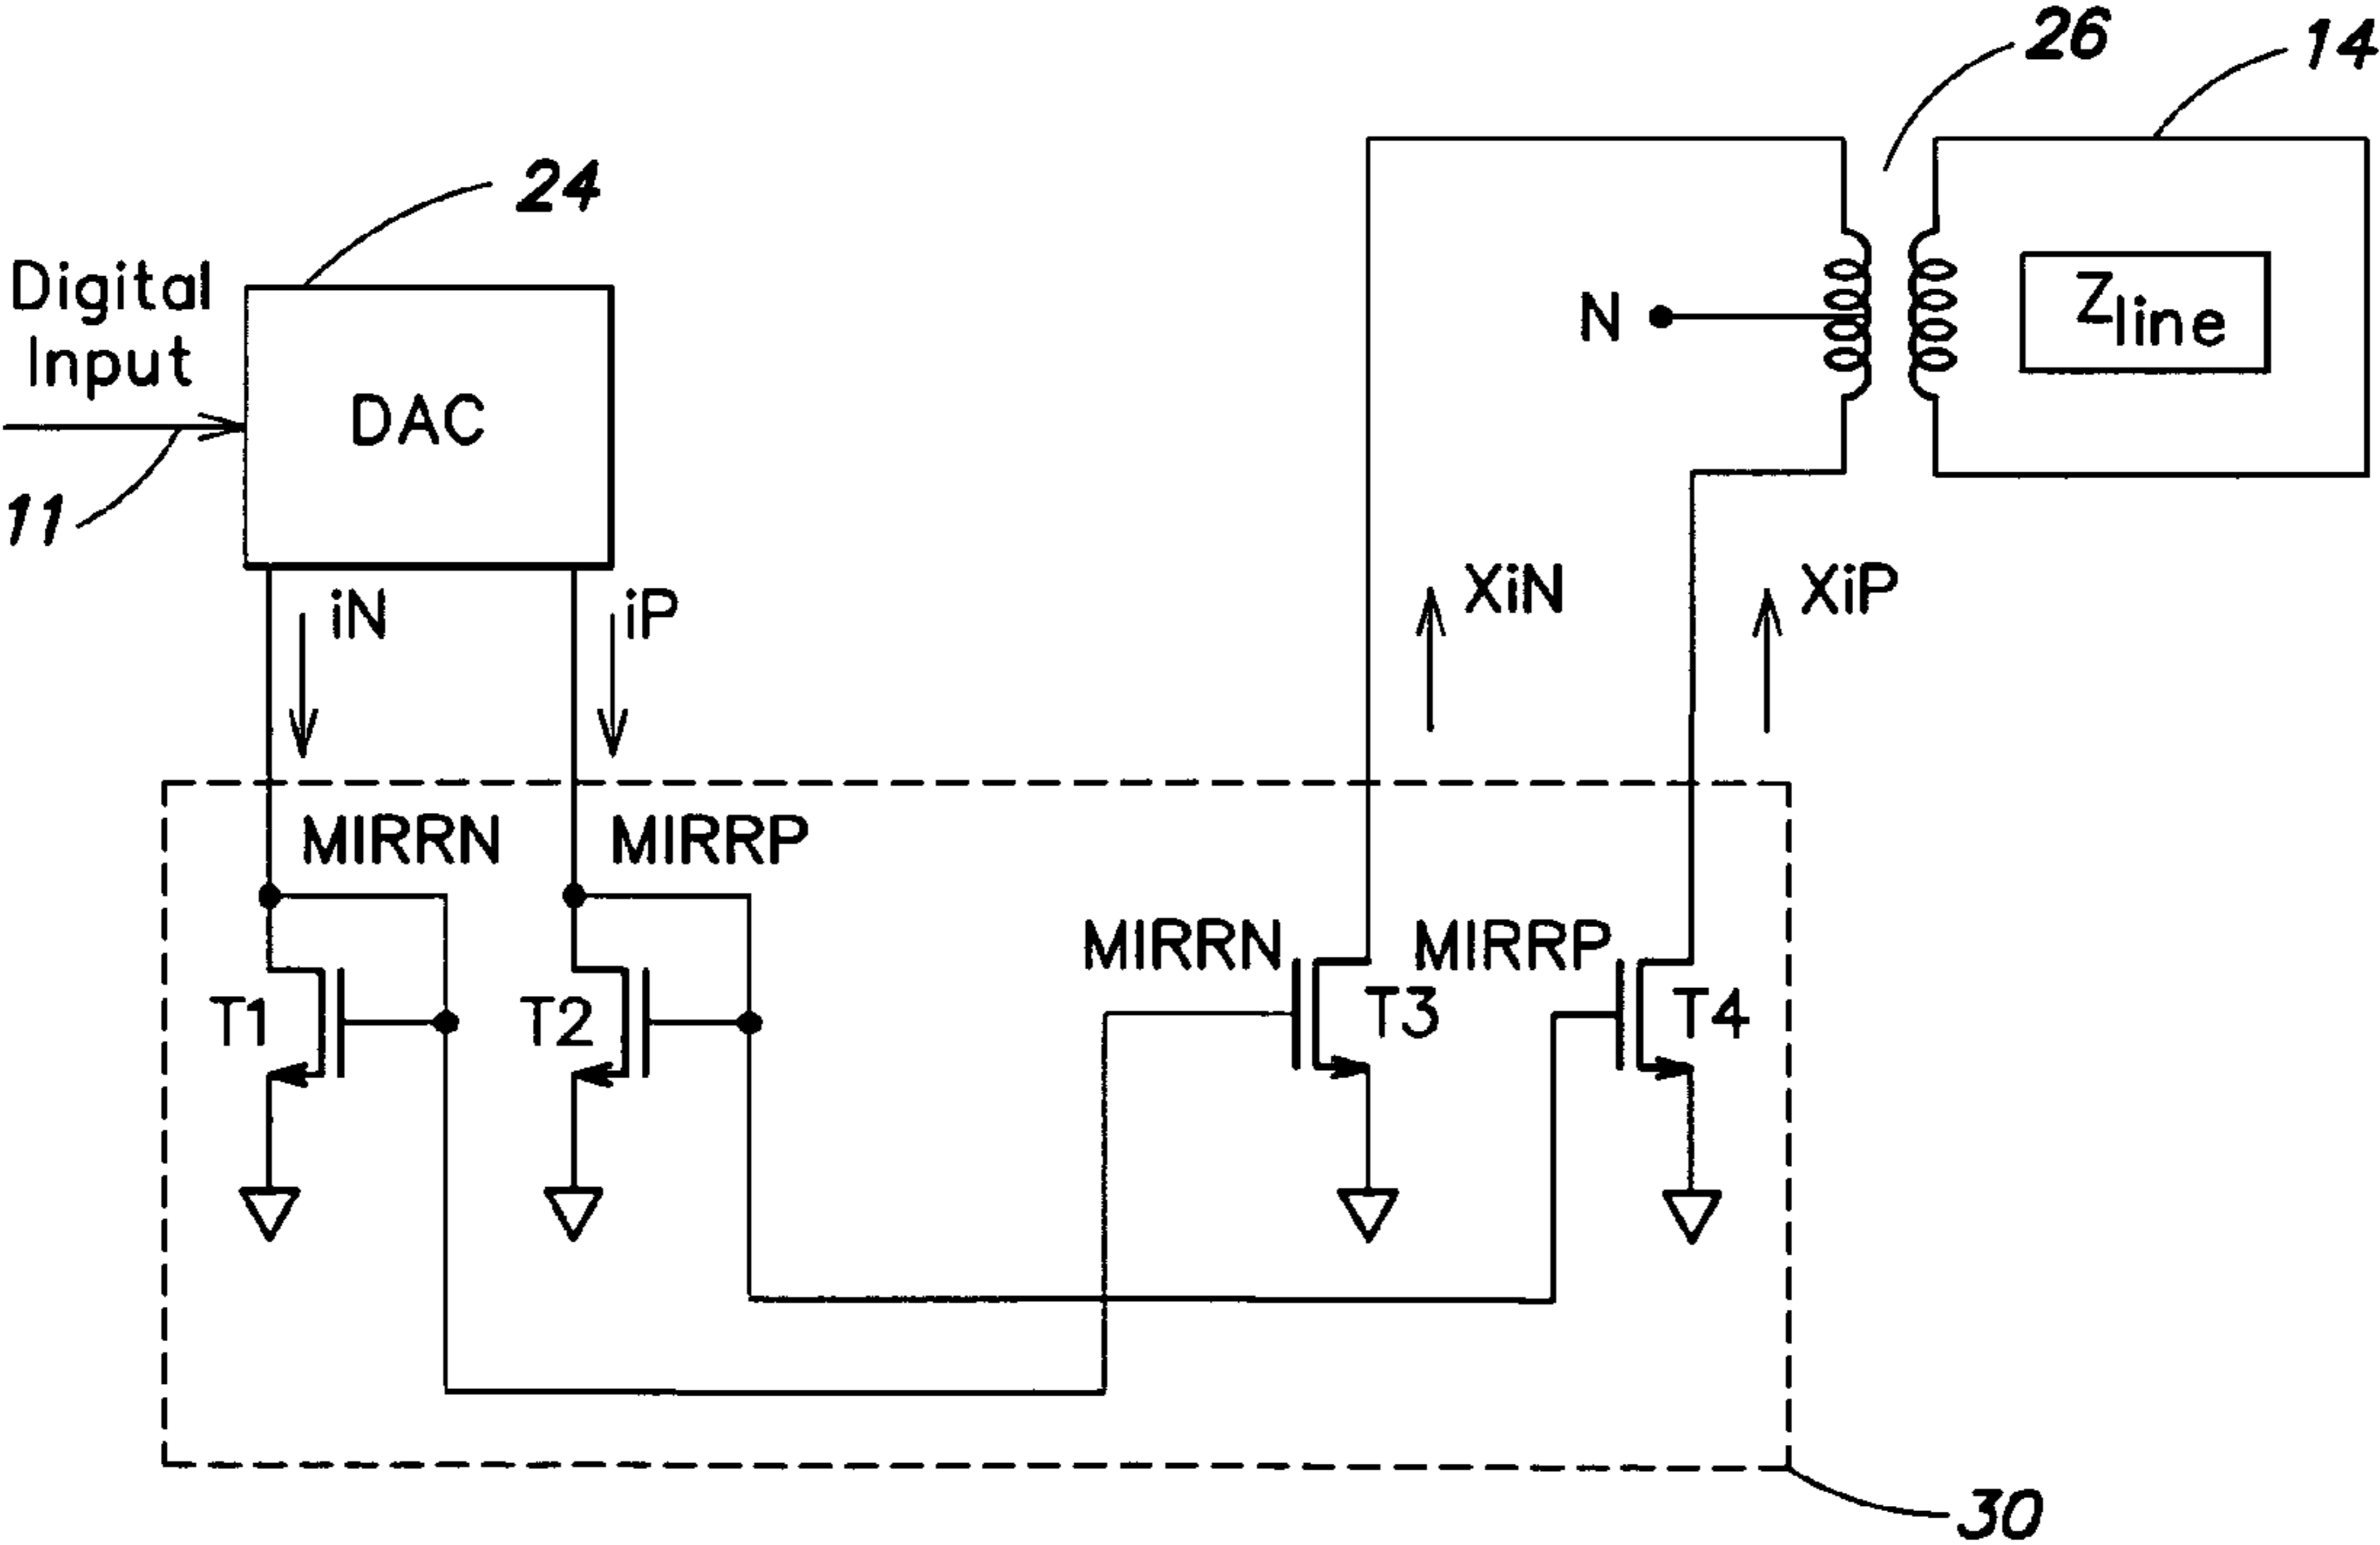 26
14
24
Digital
Input
DAC
N
Zline
11
iN
iP
XiN
XiP
MIRRN
MIRRP
MIRRN
MIRRP
T1
T2
T3
T4
30